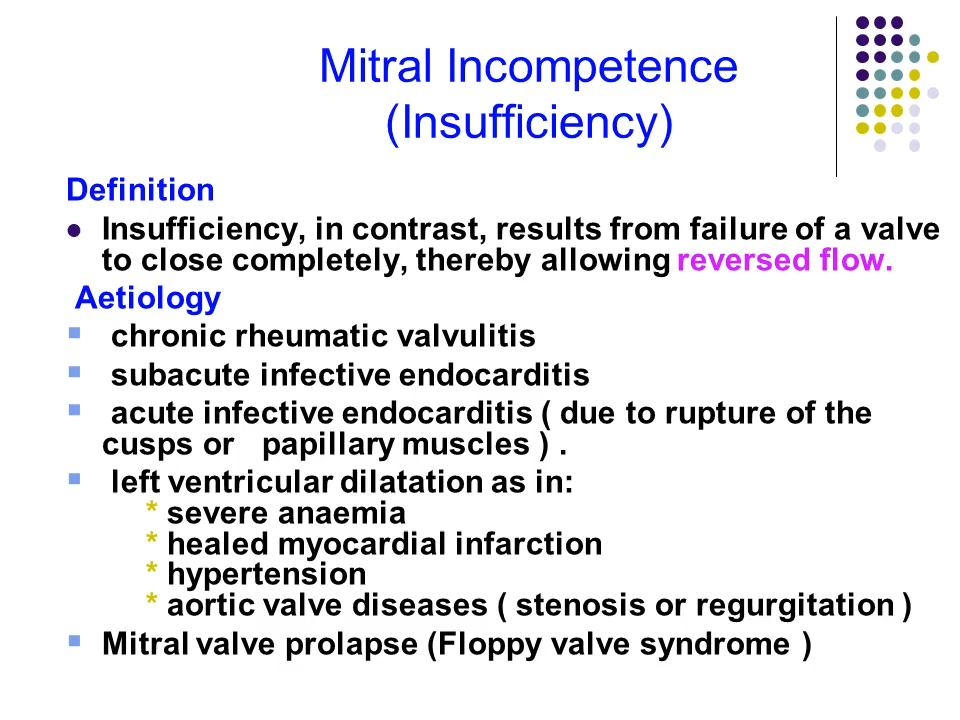 Mitral Incompetence
(Insufficiency)
Definition
● Insufficiency, in contrast, results from failure of a valve
to close completely, thereby allowing reversed flow.
Aetiology
▪ chronic rheumatic valvulitis
▪ subacute infective endocarditis
▪ acute infective endocarditis ( due to rupture of the
cusps or papillary muscles ) .
▪ left ventricular dilatation as in:
* severe anaemia
* healed myocardial infarction
* hypertension
* aortic valve diseases ( stenosis or regurgitation )
▪ Mitral valve prolapse (Floppy valve syndrome )